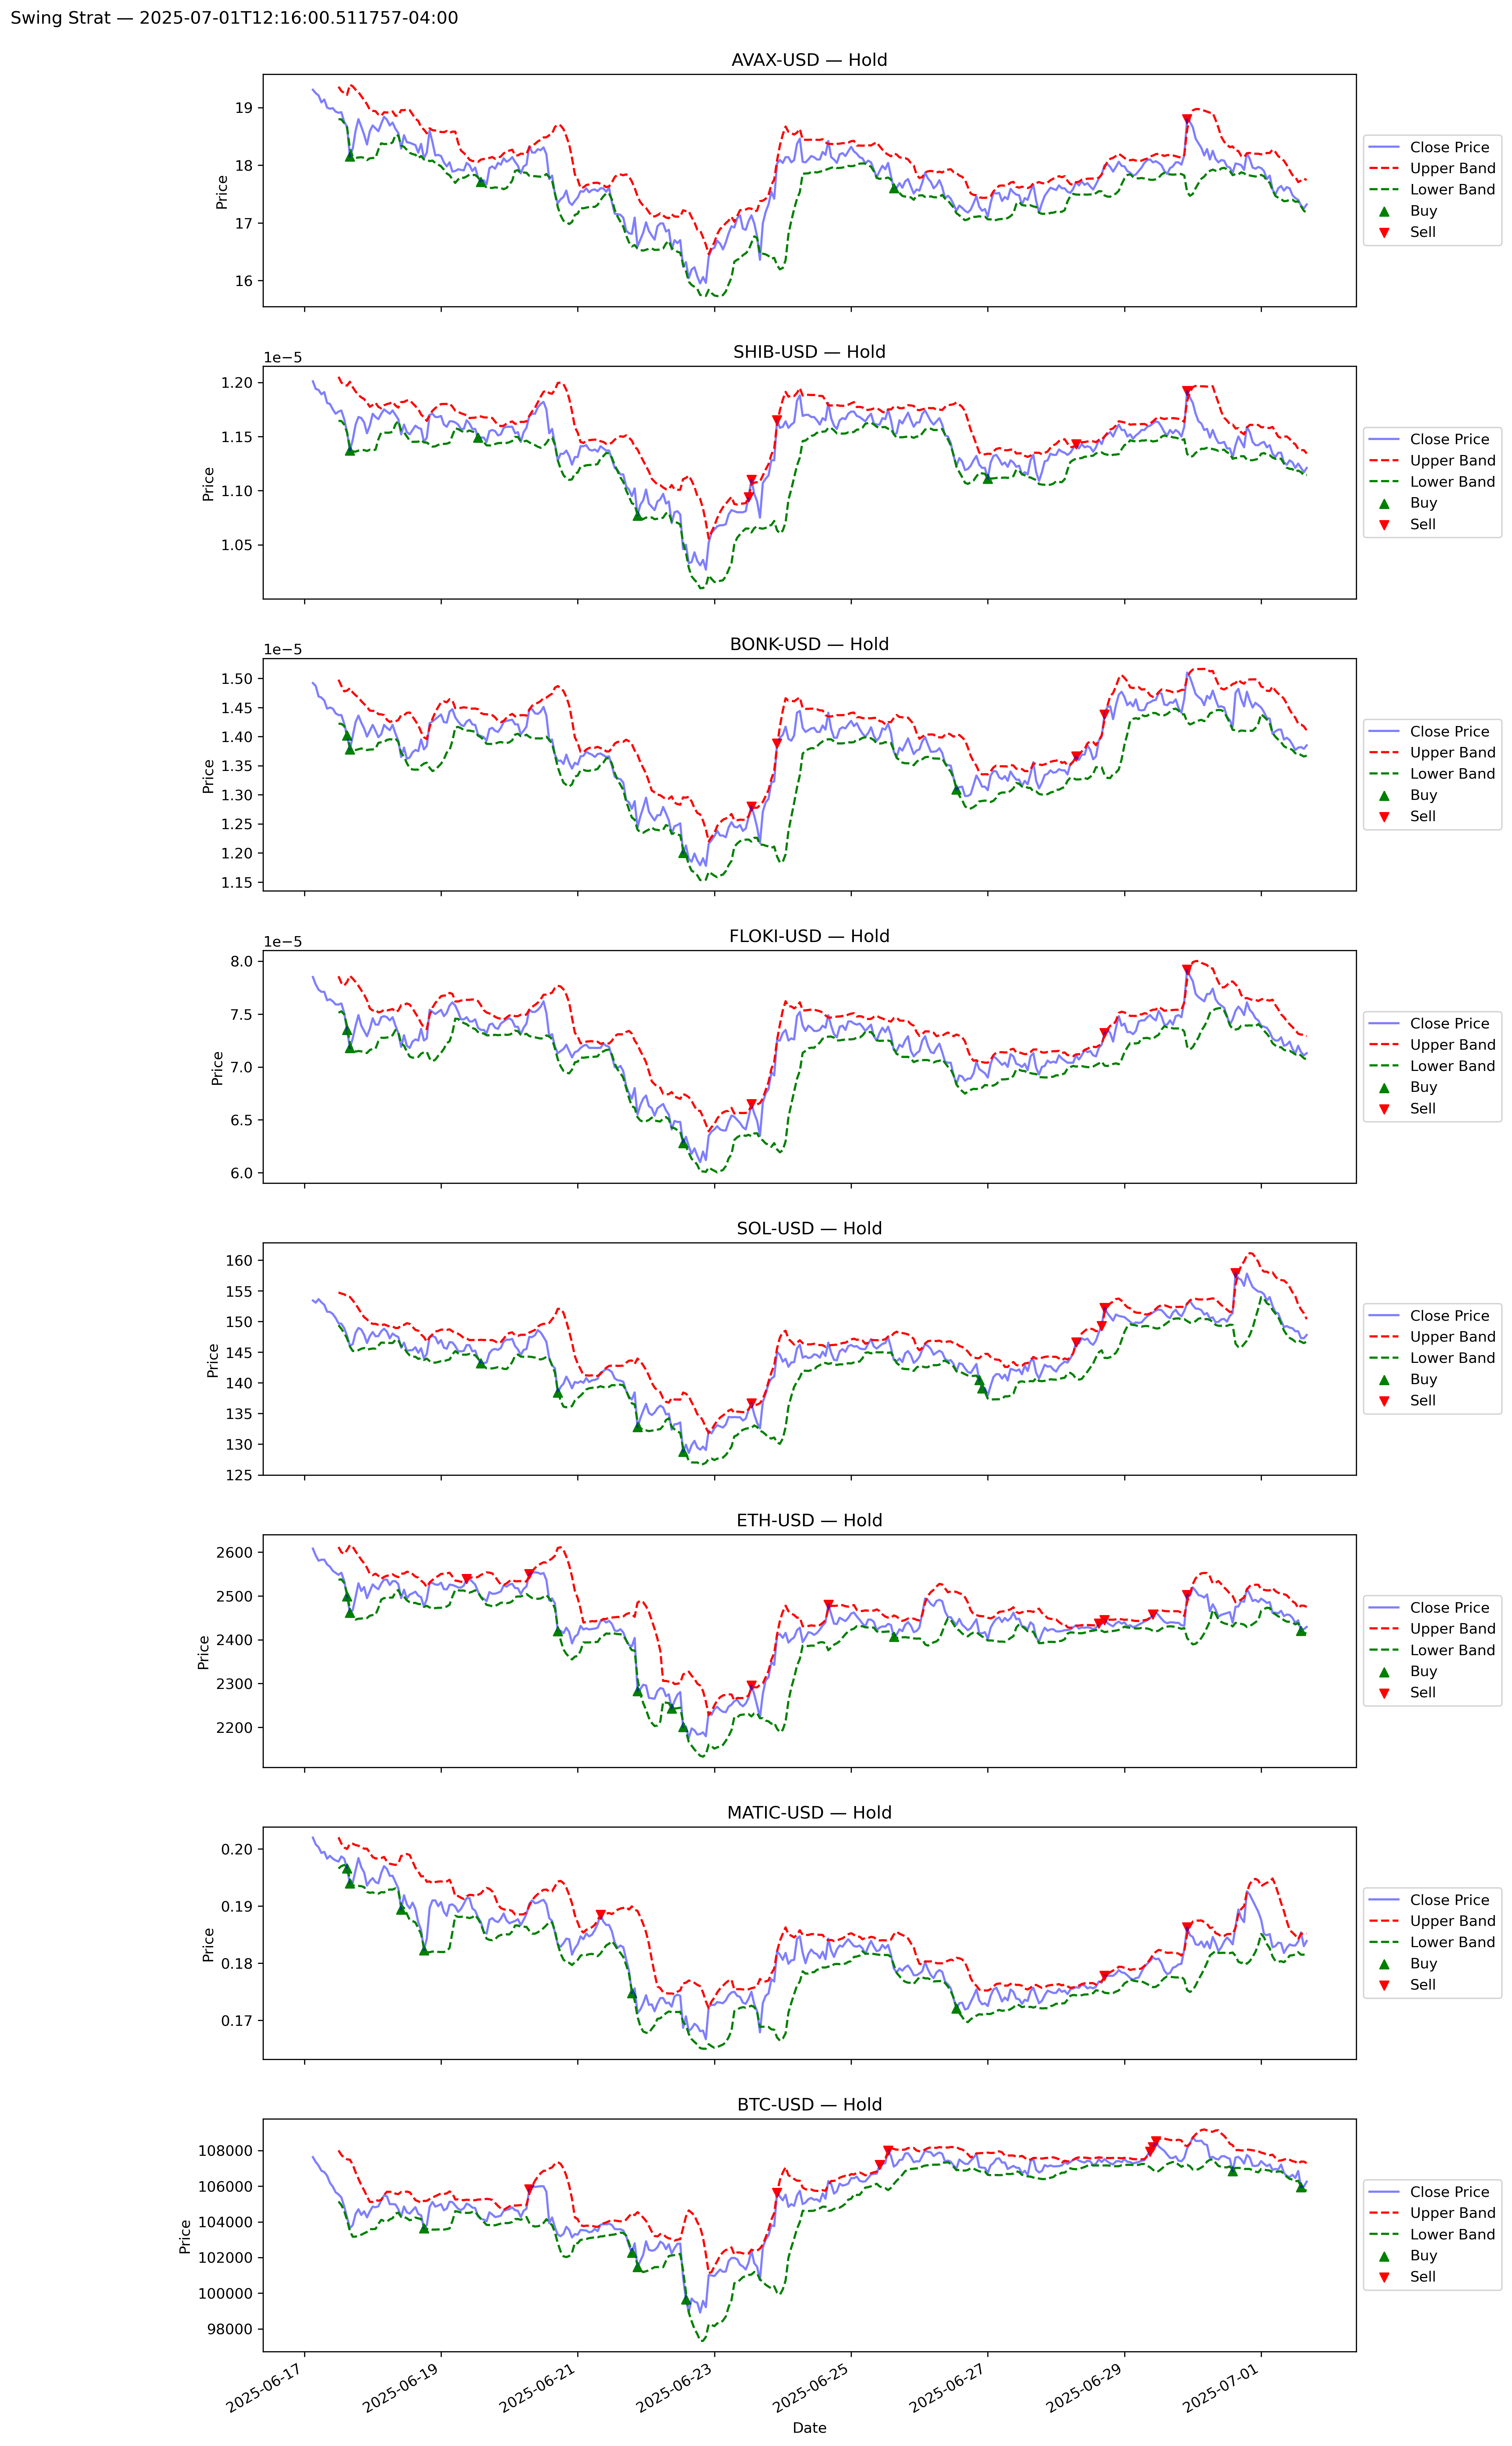 Swing Strat — 2025-07-01T12:16:00.511757-04:00
AVAX-USD — Hold
19
18
17
16
Price
Close Price
Upper Band
Lower Band
Buy
Sell
SHIB-USD — Hold
1e−5
1.20
1.15
1.10
1.05
Price
Close Price
Upper Band
Lower Band
Buy
Sell
BONK-USD — Hold
1e−5
1.50
1.45
1.40
1.35
1.30
1.25
1.20
1.15
Price
Close Price
Upper Band
Lower Band
Buy
Sell
FLOKI-USD — Hold
1e−5
8.0
7.5
7.0
6.5
6.0
Price
Close Price
Upper Band
Lower Band
Buy
Sell
SOL-USD — Hold
160
155
150
145
140
135
130
125
Price
Close Price
Upper Band
Lower Band
Buy
Sell
ETH-USD — Hold
2600
2500
2400
2300
2200
Price
Close Price
Upper Band
Lower Band
Buy
Sell
MATIC-USD — Hold
0.20
0.19
0.18
0.17
Price
Close Price
Upper Band
Lower Band
Buy
Sell
BTC-USD — Hold
108000
106000
104000
102000
100000
98000
Price
Close Price
Upper Band
Lower Band
Buy
Sell
2025-06-17
2025-06-19
2025-06-21
2025-06-23
2025-06-25
2025-06-27
2025-06-29
2025-07-01
Date